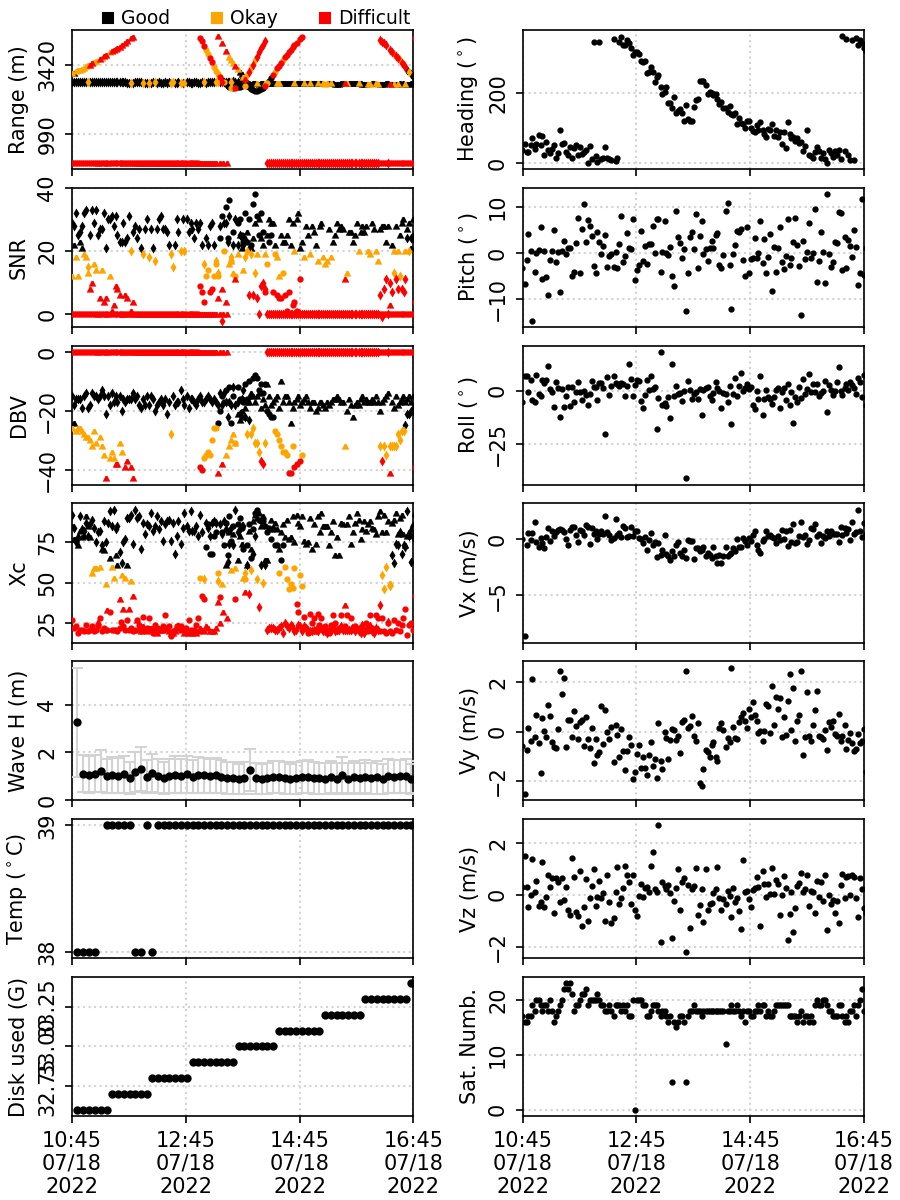 Good Okay Difficult
Range (m)
3420
990
Heading (°)
200
0
SNR
40
20
0
Pitch (°)
10
0
−10
DBV
0
−20
−40
Roll (°)
0
−25
Xc
75
50
25
Vx (m/s)
0
−5
Wave H (m)
4
2
0
Vy (m/s)
2
0
−2
Temp (°C)
39
38
Vz (m/s)
2
0
−2
Disk used (G)
33.25
33.00
32.75
Sat. Numb.
20
10
0
10:45 12:45 14:45 16:45
07/18 07/18 07/18 07/18
2022 2022 2022 2022
10:45 12:45 14:45 16:45
07/18 07/18 07/18 07/18
2022 2022 2022 2022